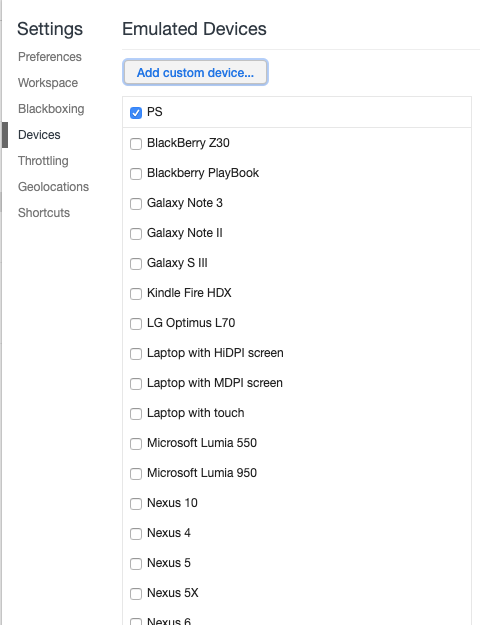 Settings
Preferences
Workspace
Blackboxing
Devices
Throttling
Geolocations
Shortcuts
Emulated Devices
Add custom device...
PS
BlackBerry Z30
Blackberry PlayBook
Galaxy Note 3
Galaxy Note II
Galaxy S III
Kindle Fire HDX
LG Optimus L70
Laptop with HiDPI screen
Laptop with MDPI screen
Laptop with touch
Microsoft Lumia 550
Microsoft Lumia 950
Nexus 10
Nexus 4
Nexus 5
Nexus 5X
Nexus 6